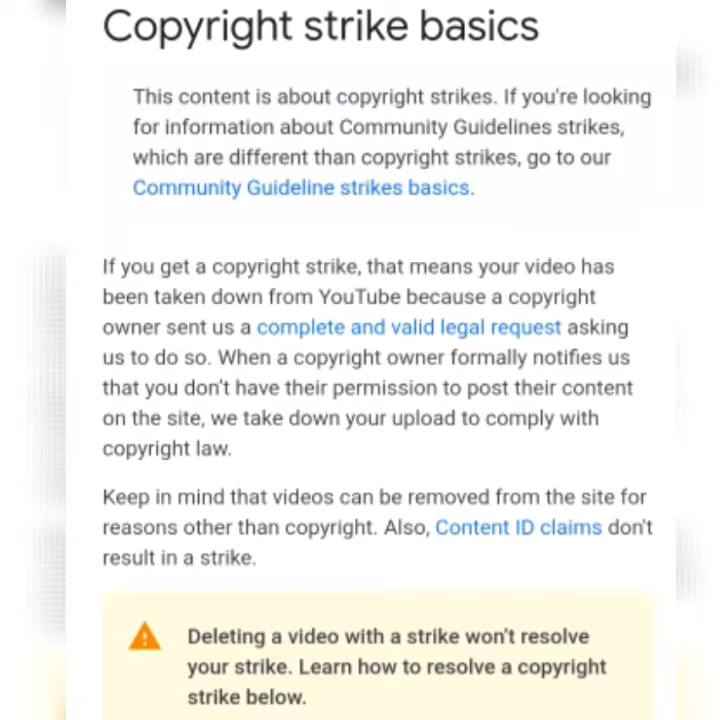 Copyright strike basics
This content is about copyright strikes. If you're looking
for information about Community Guidelines strikes,
which are different than copyright strikes, go to our
Community Guideline strikes basics.
If you get a copyright strike, that means your video has
been taken down from YouTube because a copyright
owner sent us a complete and valid legal request asking
us to do so. When a copyright owner formally notifies us
that you don't have their permission to post their content
on the site, we take down your upload to comply with
copyright law.
Keep in mind that videos can be removed from the site for
reasons other than copyright. Also, Content ID claims don't
result in a strike.
Deleting a video with a strike won't resolve
your strike. Learn how to resolve a copyright
strike below.